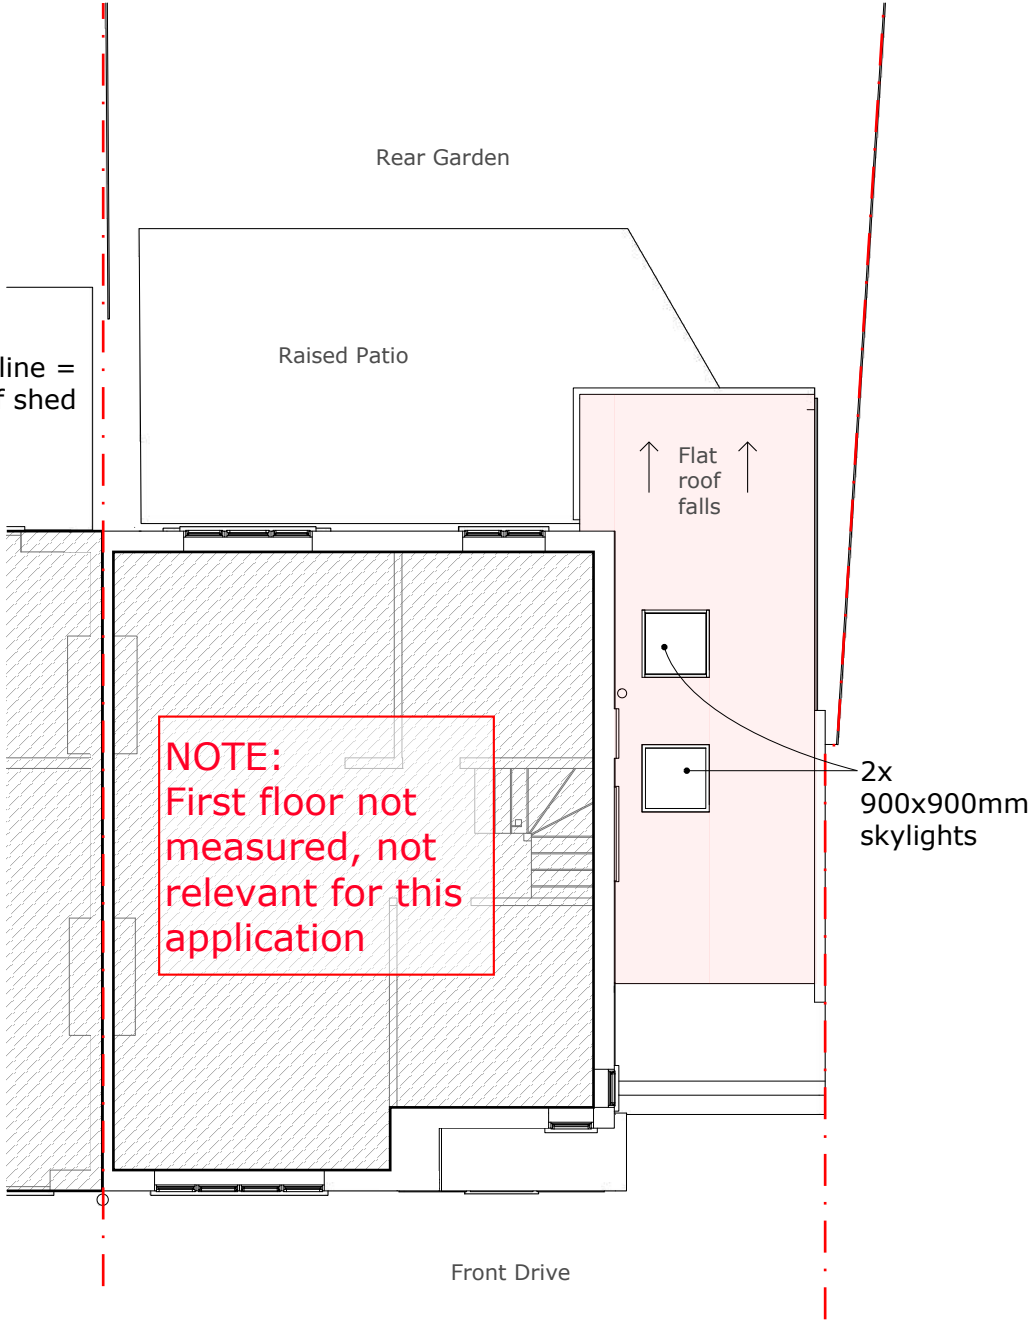 Rear Garden
Raised Patio
line =
shed
Flat
roof
falls
NOTE:
First floor not
measured, not
relevant for this
application
2x
900x900mm
skylights
Front Drive